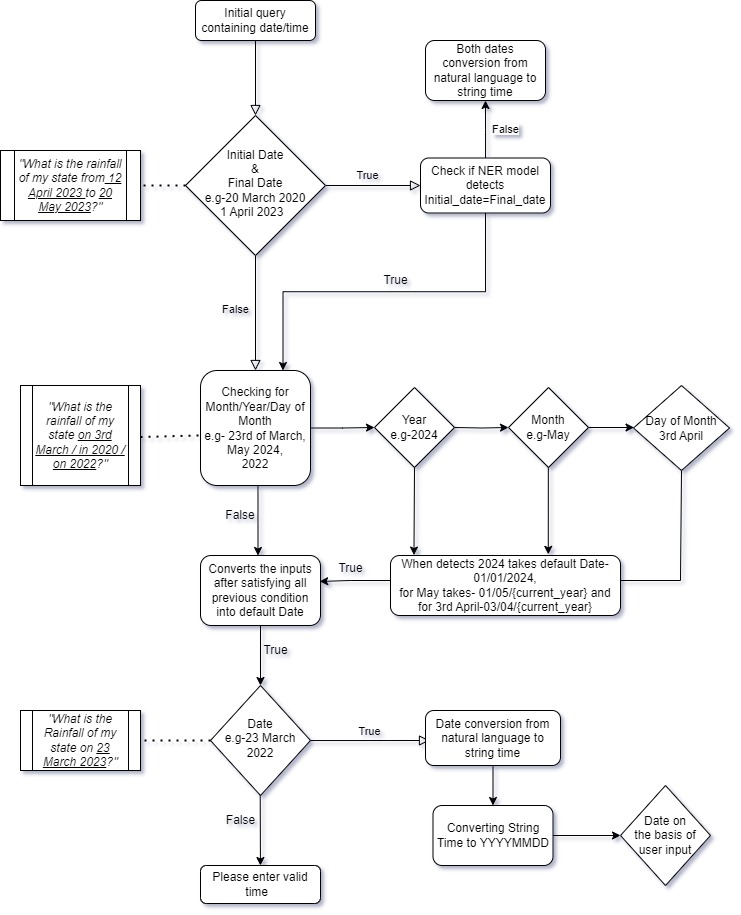 Initial query
containing date/time
Both dates
conversion from
natural language to
string time
False
"What is the rainfall
of my state from 12
April 2023 to 20
May 2023?"
Initial Date
&
Final Date
e.g-20 March 2020
1 April 2023
True
Check if NER model
detects
Initial_date=Final_date
True
False
"What is the
rainfall of my
state on 3rd
March / in 2020 /
on 2022?"
Checking for
Month/Year/Day of
Month
e.g- 23rd of March,
May 2024,
2022
Year
e.g-2024
Month
e.g-May
Day of Month
3rd April
False
Converts the inputs
after satisfying all
previous condition
into default Date
True
When detects 2024 takes default Date-
01/01/2024,
for May takes- 01/05/{current_year} and
for 3rd April-03/04/{current_year}
True
"What is the
Rainfall of my
state on 23
March 2023?"
Date
e.g-23 March
2022
True
Date conversion from
natural language to
string time
False
Converting String
Time to YYYYMMDD
Date on
the basis of
user input
Please enter valid
time